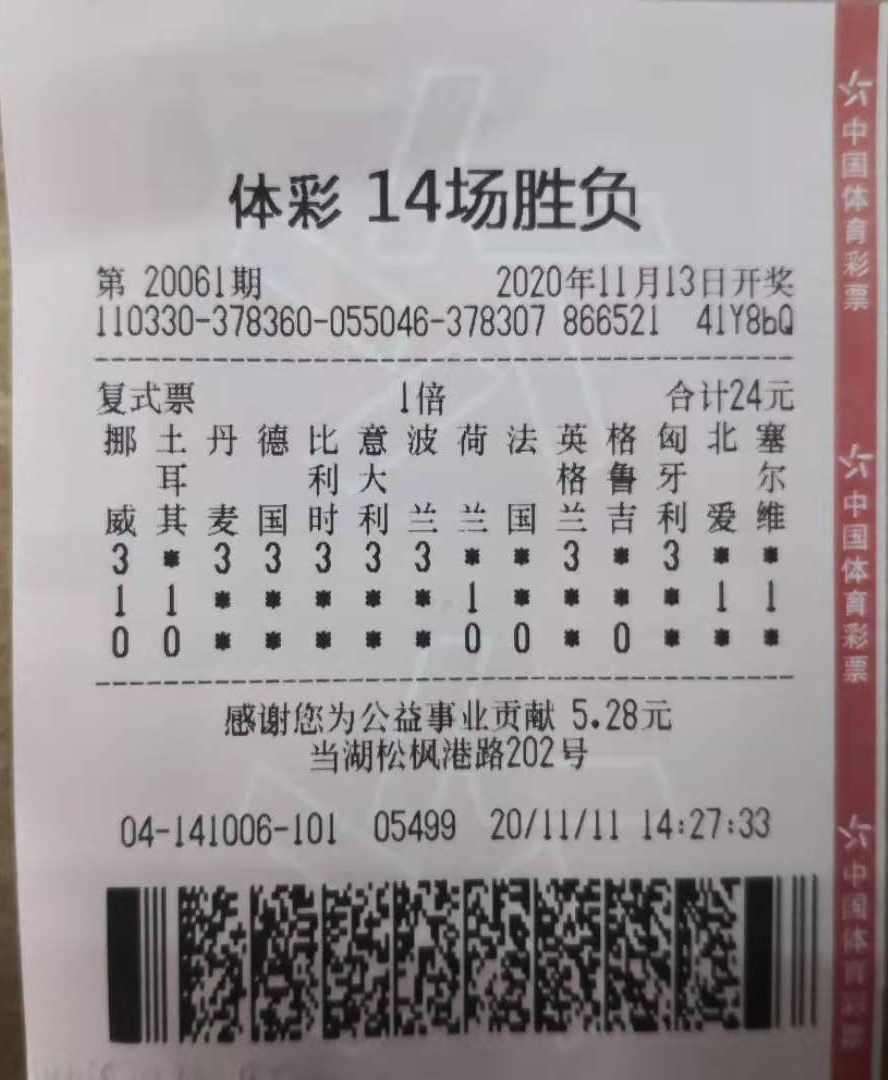 体彩 14场胜负
第 20061期 2020年11月13日开奖
110330-378360-055046-378307 866521 41Y8bQ
复式票 1倍 合计24元
挪威 土耳其 丹麦 德国 比利时 意大利 波兰 荷兰 法国 英格兰 格鲁吉 匈牙利 北爱 塞尔维
3 * 3 3 3 3 3 * * 3 * 3 * *
1 1 * * * * * 1 * * * * 1 1
0 0 * * * * * 0 0 * 0 * * *
感谢您为公益事业贡献 5.28元
当湖松枫港路202号
04-141006-101 05499 20/11/11 14:27:33
中国体育彩票
中国体育彩票
中国体育彩票